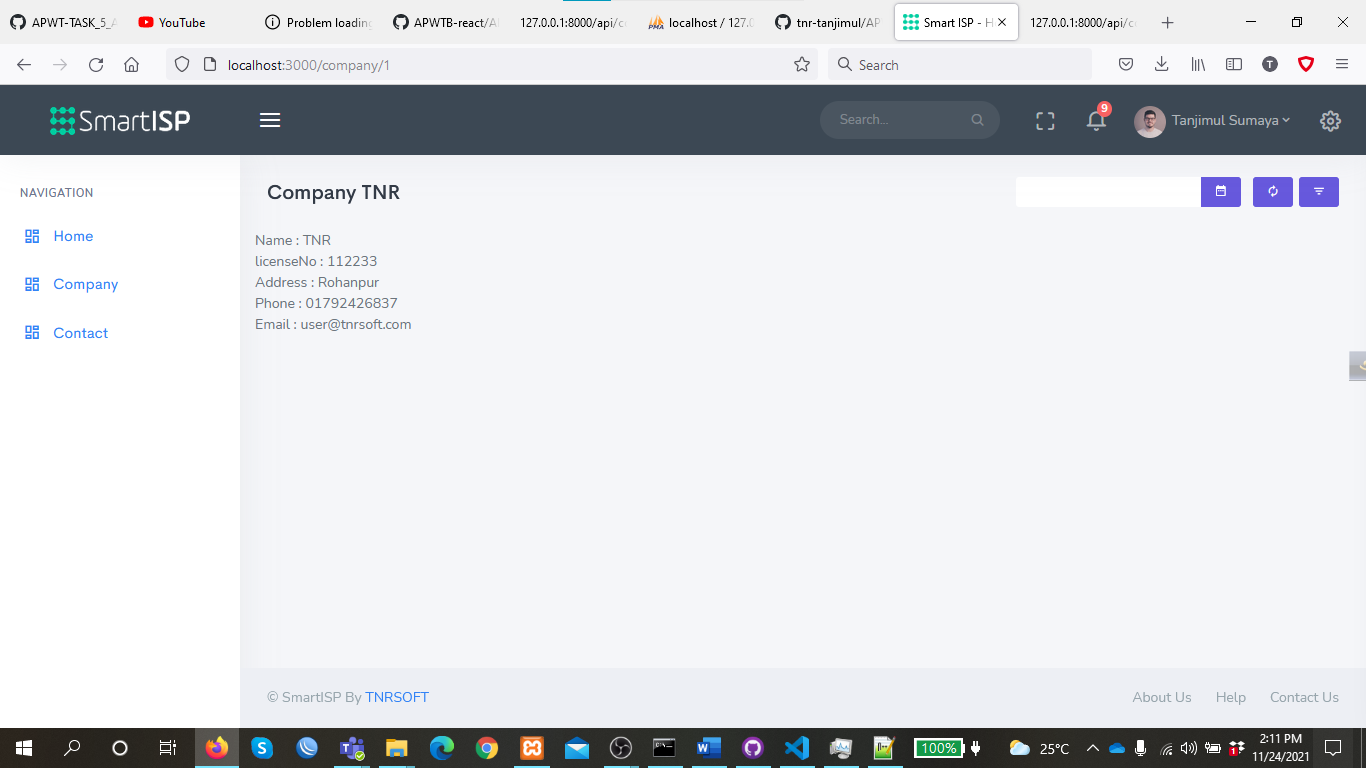 APWT-TASK_5_A
YouTube
Problem loading
APWTB-react/A
127.0.0.1:8000/api/c
localhost / 127.0
tnr-tanjimul/AP
Smart ISP - H
127.0.0.1:8000/api/c
localhost:3000/company/1
Search
SmartISP
Search...
9
Tanjimul Sumaya
NAVIGATION
Home
Company
Contact
Company TNR
Name : TNR
licenseNo : 112233
Address : Rohanpur
Phone : 01792426837
Email : user@tnrsoft.com
© SmartISP By TNRSOFT
About Us
Help
Contact Us
100%
25°C
2:11 PM
11/24/2021